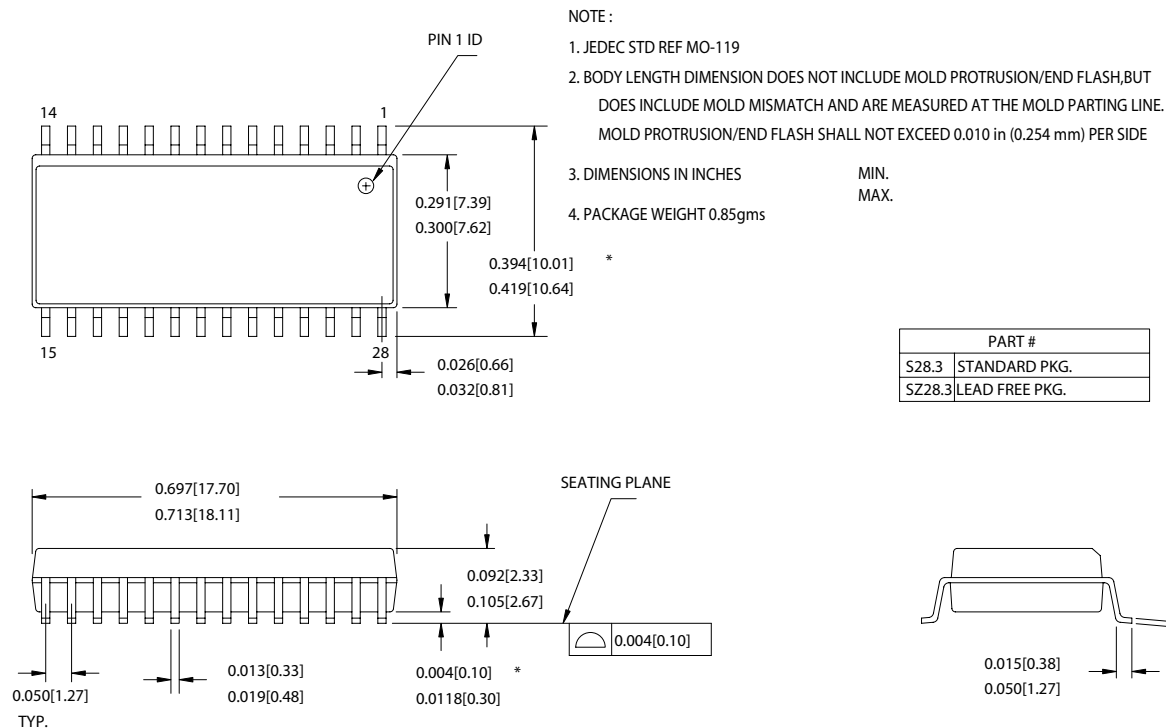 NOTE :
1. JEDEC STD REF MO-119
2. BODY LENGTH DIMENSION DOES NOT INCLUDE MOLD PROTRUSION/END FLASH,BUT
DOES INCLUDE MOLD MISMATCH AND ARE MEASURED AT THE MOLD PARTING LINE.
MOLD PROTRUSION/END FLASH SHALL NOT EXCEED 0.010 in (0.254 mm) PER SIDE
3. DIMENSIONS IN INCHES MIN.
MAX.
4. PACKAGE WEIGHT 0.85gms
PIN 1 ID
14 1
0.291[7.39]
0.300[7.62]
0.394[10.01] *
0.419[10.64]
15 28
0.026[0.66]
0.032[0.81]
PART #
S28.3 STANDARD PKG.
SZ28.3 LEAD FREE PKG.
0.697[17.70]
0.713[18.11]
SEATING PLANE
0.092[2.33]
0.105[2.67]
0.004[0.10]
0.050[1.27]
TYP.
0.013[0.33]
0.019[0.48]
0.004[0.10] *
0.0118[0.30]
0.015[0.38]
0.050[1.27]